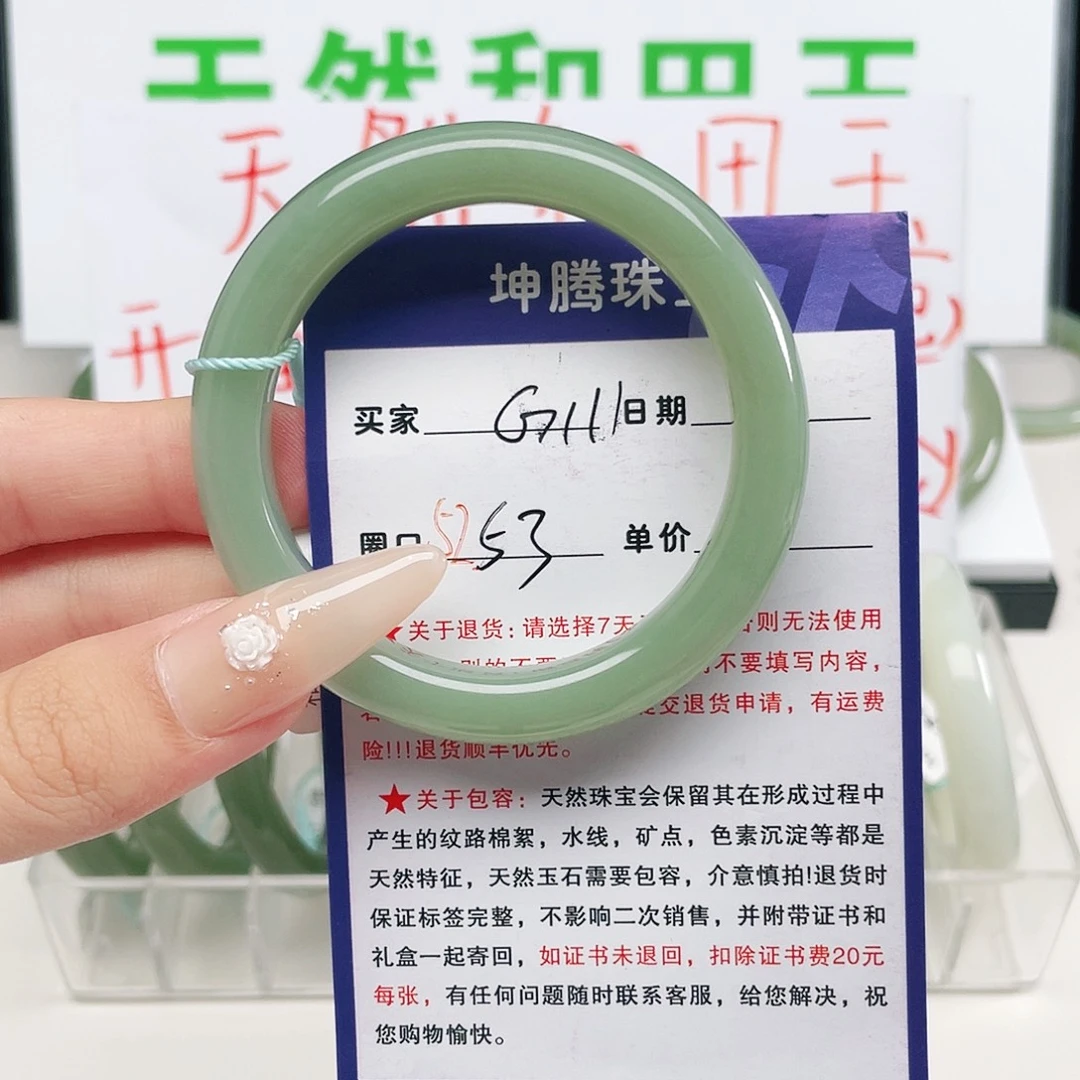 天然和田玉
天 和田玉
坤腾珠
买家 G7111 日期
圈口 52 53 单价
★关于退货：请选择7天 否则无法使用
不要填写内容，
提交退货申请，有运费
险!!!退货顺丰优先。
★关于包容：天然珠宝会保留其在形成过程中
产生的纹路棉絮，水线，矿点，色素沉淀等都是
天然特征，天然玉石需要包容，介意慎拍!退货时
保证标签完整，不影响二次销售，并附带证书和
礼盒一起寄回，如证书未退回，扣除证书费20元
每张，有任何问题随时联系客服，给您解决，祝
您购物愉快。